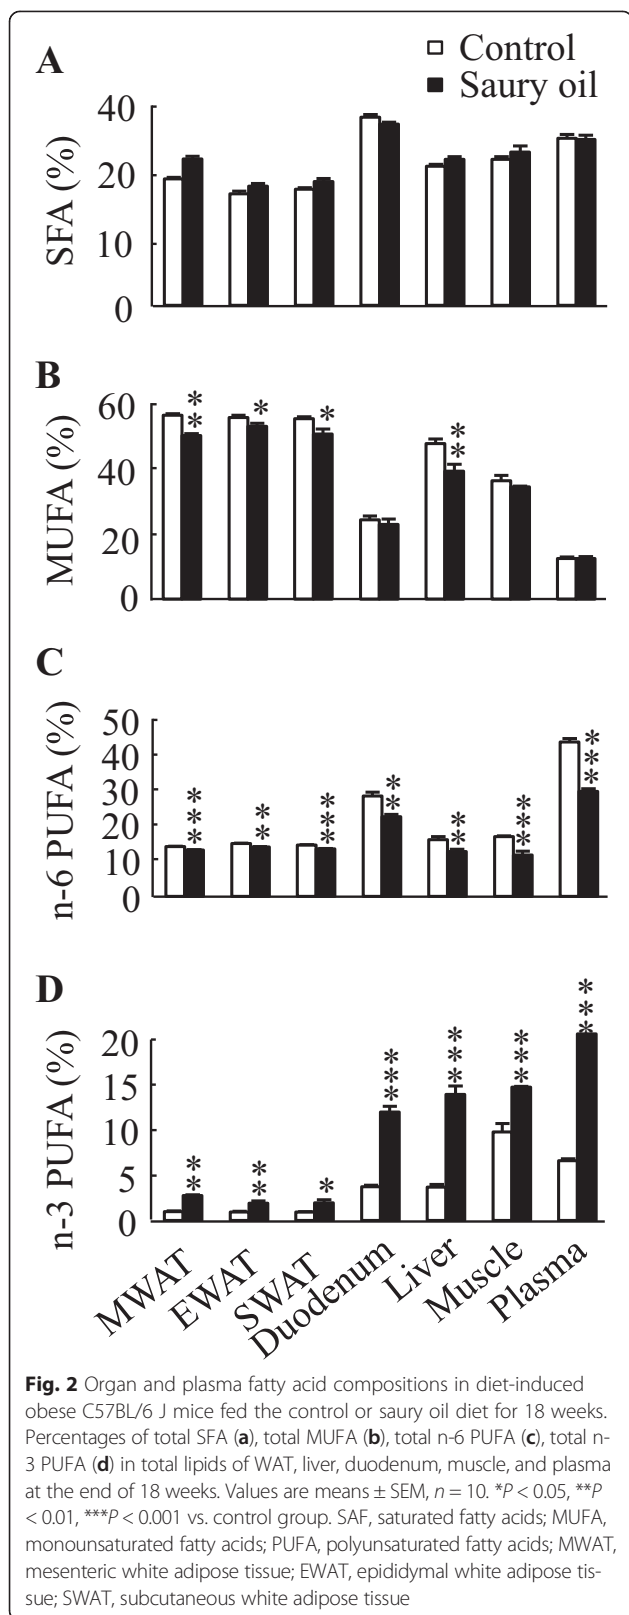 A
□ Control
■ Saury oil
SFA (%)
40
20
10
0
B
MUFA (%)
60
40
20
0
**
*
*
**
C
n-6 PUFA (%)
50
40
30
20
10
0
***
**
***
**
**
***
***
D
n-3 PUFA (%)
20
15
10
5
0
**
**
*
***
***
***
***
MWAT
EWAT
SWAT
Duodenum
Liver
Muscle
Plasma
Fig. 2 Organ and plasma fatty acid compositions in diet-induced
obese C57BL/6 J mice fed the control or saury oil diet for 18 weeks.
Percentages of total SFA (a), total MUFA (b), total n-6 PUFA (c), total n-
3 PUFA (d) in total lipids of WAT, liver, duodenum, muscle, and plasma
at the end of 18 weeks. Values are means ± SEM, n = 10. *P < 0.05, **P
< 0.01, ***P < 0.001 vs. control group. SAF, saturated fatty acids; MUFA,
monounsaturated fatty acids; PUFA, polyunsaturated fatty acids; MWAT,
mesenteric white adipose tissue; EWAT, epididymal white adipose tis-
sue; SWAT, subcutaneous white adipose tissue